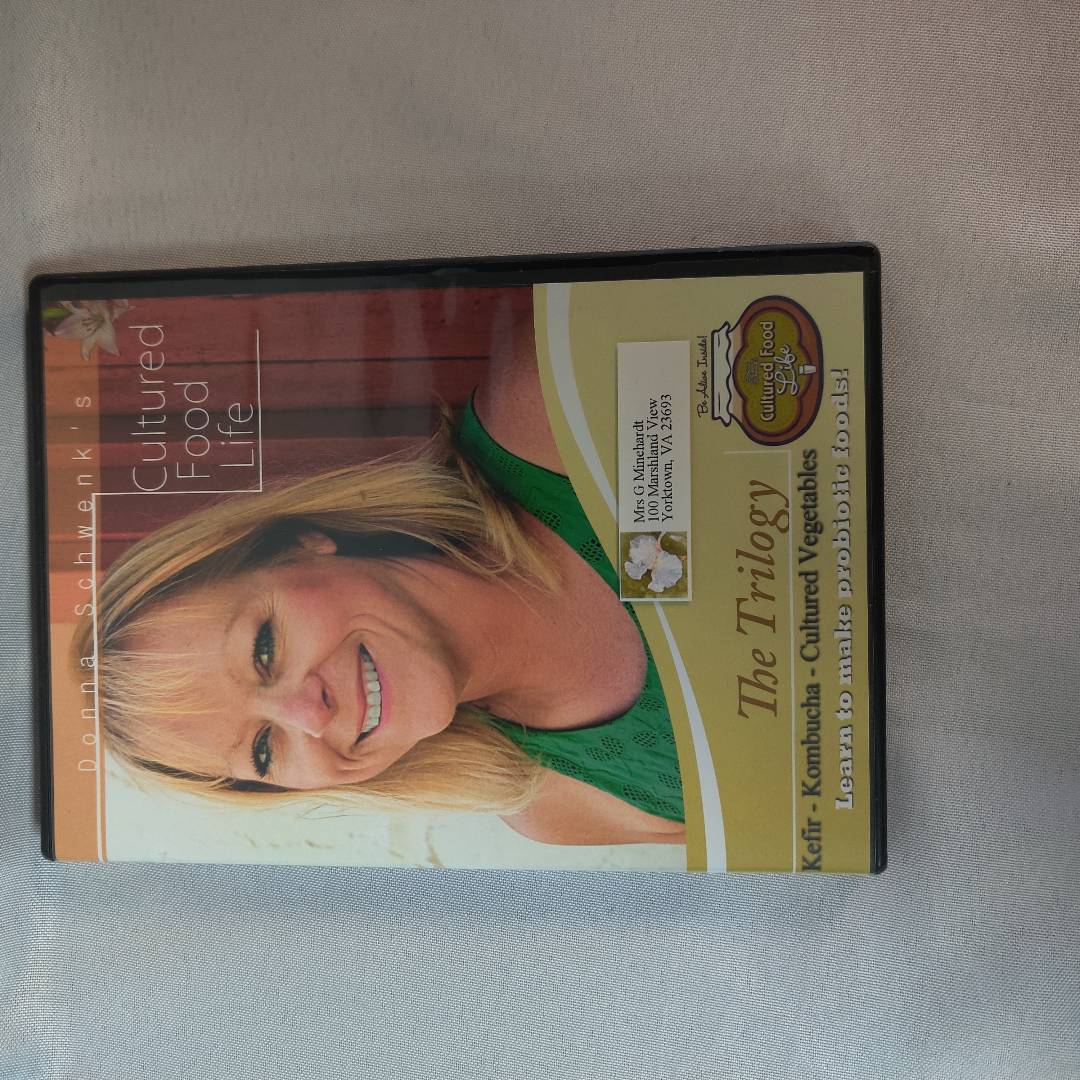 Donna Schwenk's
Cultured
Food
Life
Mrs G Minehardt
100 Marshland View
Yorktown, VA 23693
Be Alive Inside!
Cultured Food
Life
The Trilogy
Kefir - Kombucha - Cultured Vegetables
Learn to make probiotic foods!